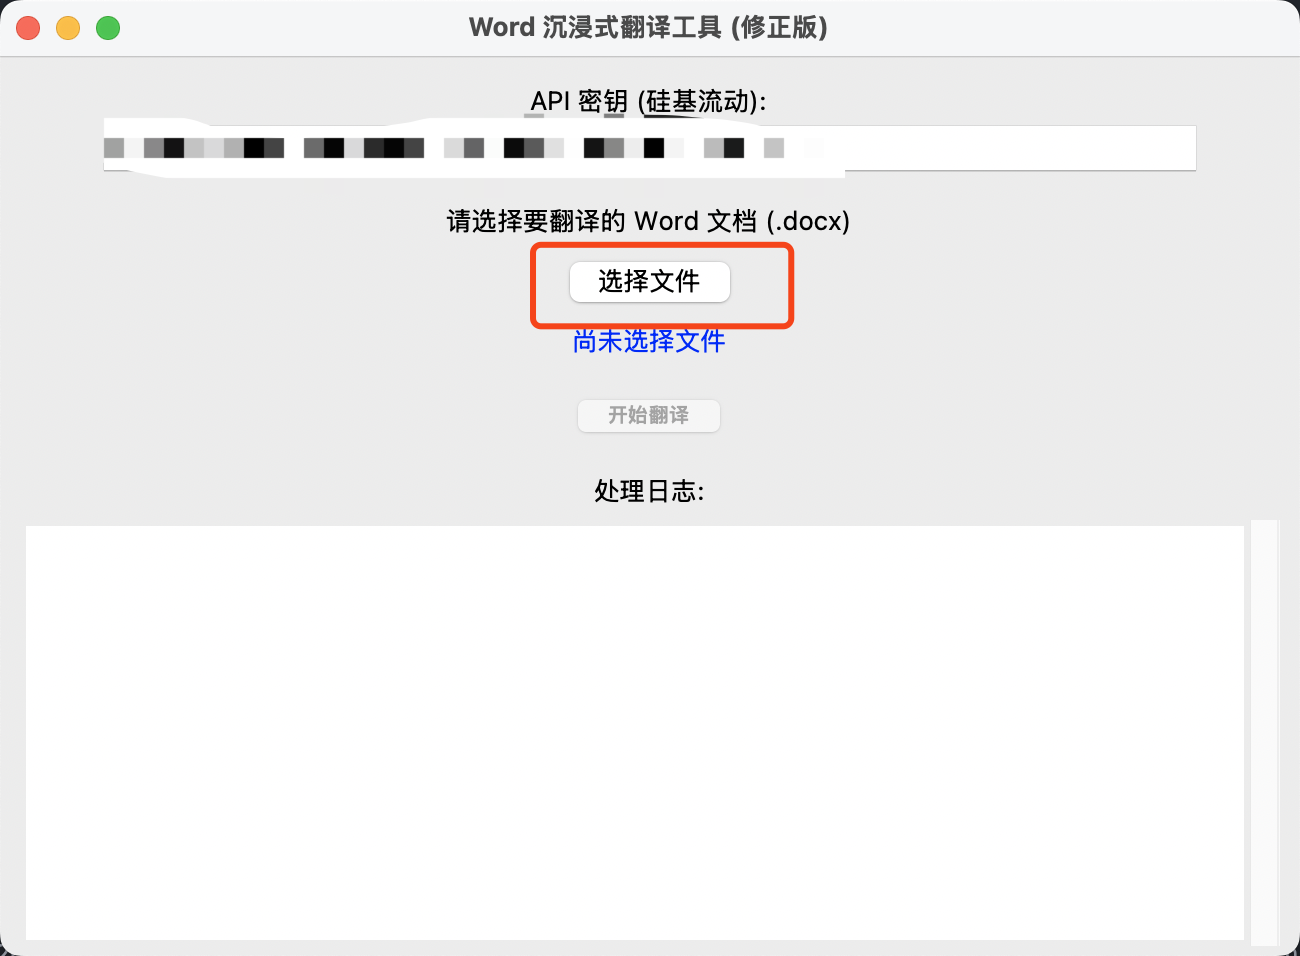 Word 沉浸式翻译工具 (修正版)
API 密钥 (硅基流动):
请选择要翻译的 Word 文档 (.docx)
选择文件
尚未选择文件
开始翻译
处理日志: